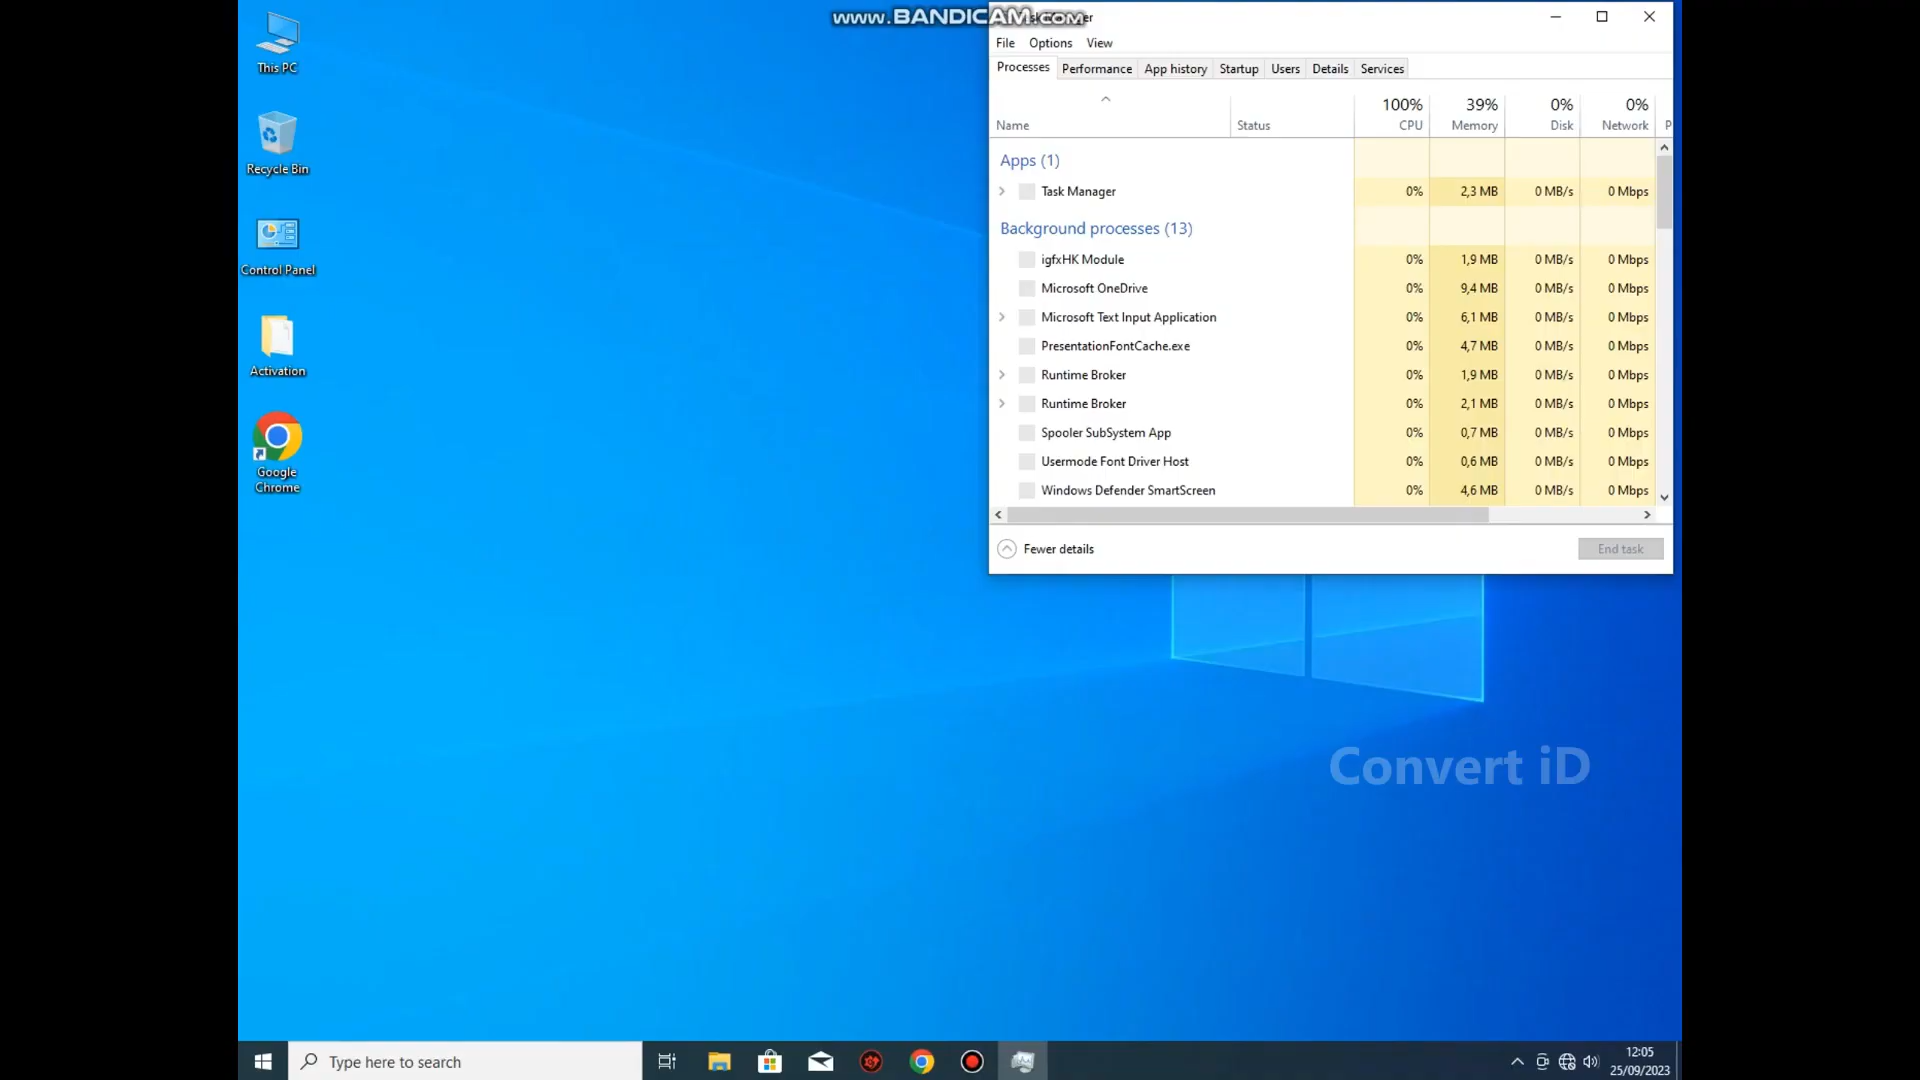 www.BANDICAM.com
File Options View
Processes Performance App history Startup Users Details Services
100% 39% 0% 0%
Name Status CPU Memory Disk Network P
Apps (1)
Task Manager 0% 2,3 MB 0 MB/s 0 Mbps
Background processes (13)
igfxHK Module 0% 1,9 MB 0 MB/s 0 Mbps
Microsoft OneDrive 0% 9,4 MB 0 MB/s 0 Mbps
Microsoft Text Input Application 0% 6,1 MB 0 MB/s 0 Mbps
PresentationFontCache.exe 0% 4,7 MB 0 MB/s 0 Mbps
Runtime Broker 0% 1,9 MB 0 MB/s 0 Mbps
Runtime Broker 0% 2,1 MB 0 MB/s 0 Mbps
Spooler SubSystem App 0% 0,7 MB 0 MB/s 0 Mbps
Usermode Font Driver Host 0% 0,6 MB 0 MB/s 0 Mbps
Windows Defender SmartScreen 0% 4,6 MB 0 MB/s 0 Mbps
Fewer details End task
This PC
Recycle Bin
Control Panel
Activation
Google
Chrome
Convert iD
Type here to search
12:05
25/09/2023